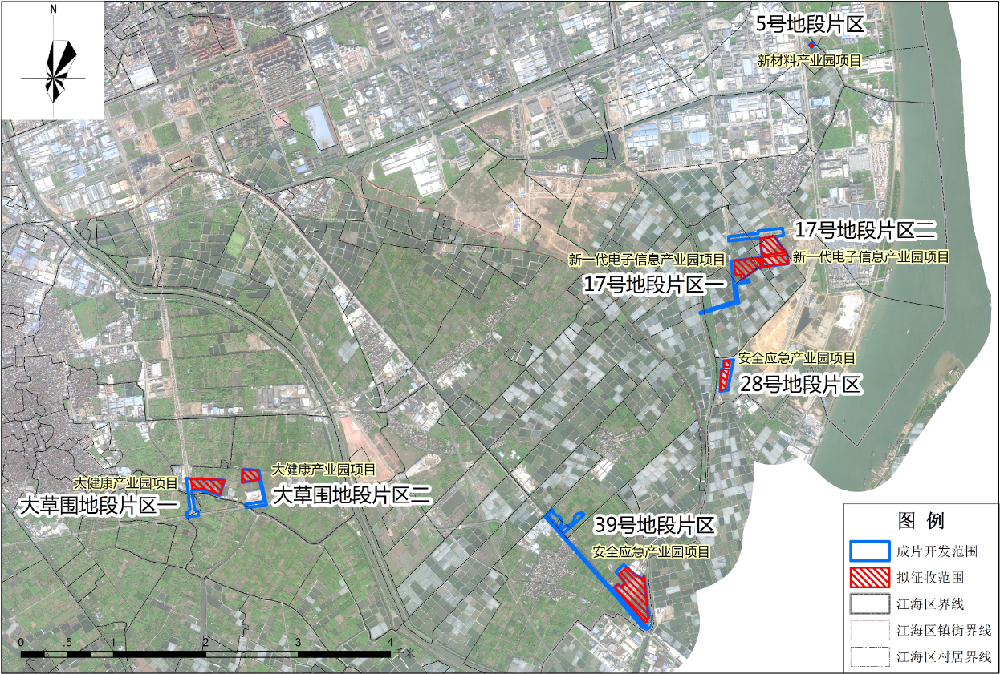 N
5号地段片区
新材料产业园项目
17号地段片区二
新一代电子信息产业园项目
新一代电子信息产业园项目
17号地段片区一
安全应急产业园项目
28号地段片区
大健康产业园项目
大健康产业园项目
大草围地段片区一
大草围地段片区二
39号地段片区
安全应急产业园项目
图 例
成片开发范围
拟征收范围
江海区界线
江海区镇街界线
江海区村居界线
0 .5 1 2 3 4
千米